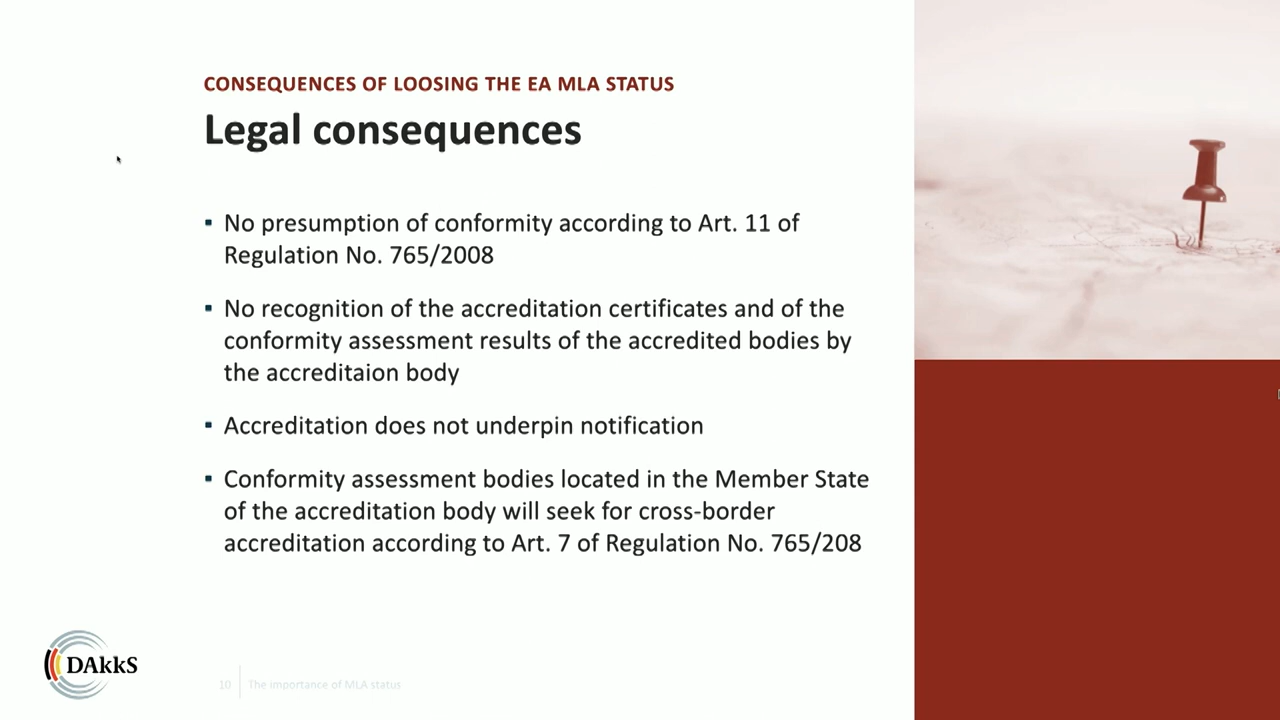 CONSEQUENCES OF LOOSING THE EA MLA STATUS
Legal consequences
▪ No presumption of conformity according to Art. 11 of
Regulation No. 765/2008
▪ No recognition of the accreditation certificates and of the
conformity assessment results of the accredited bodies by
the accreditaion body
▪ Accreditation does not underpin notification
▪ Conformity assessment bodies located in the Member State
of the accreditation body will seek for cross-border
accreditation according to Art. 7 of Regulation No. 765/208
DAkkS
10 The importance of MLA status